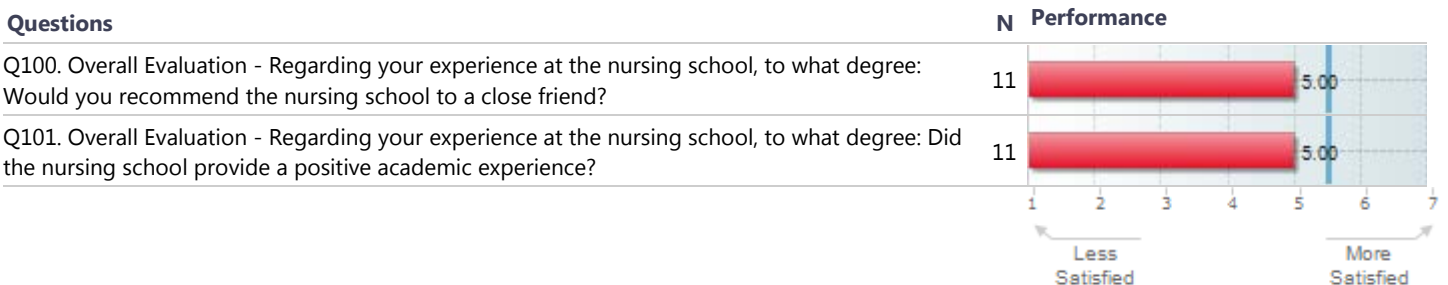 Questions N Performance
Q100. Overall Evaluation - Regarding your experience at the nursing school, to what degree:
Would you recommend the nursing school to a close friend?
11
5.00
Q101. Overall Evaluation - Regarding your experience at the nursing school, to what degree: Did
the nursing school provide a positive academic experience?
11
5.00
1 2 3 4 5 6 7
Less
Satisfied
More
Satisfied